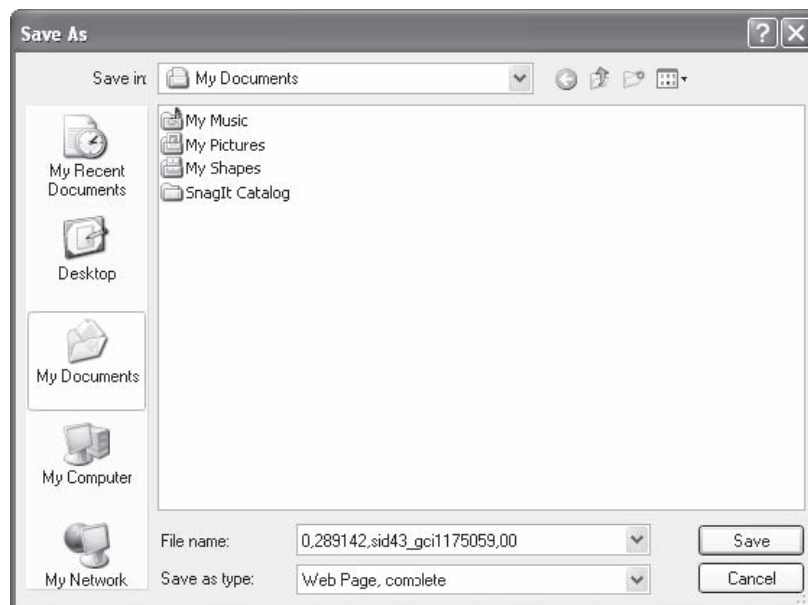 Save As
Save in:
My Documents
My Recent
Documents
Desktop
My Documents
My Computer
My Network
My Music
My Pictures
My Shapes
SnagIt Catalog
File name:
0,289142,sid43_gci1175059,00
Save
Save as type:
Web Page, complete
Cancel